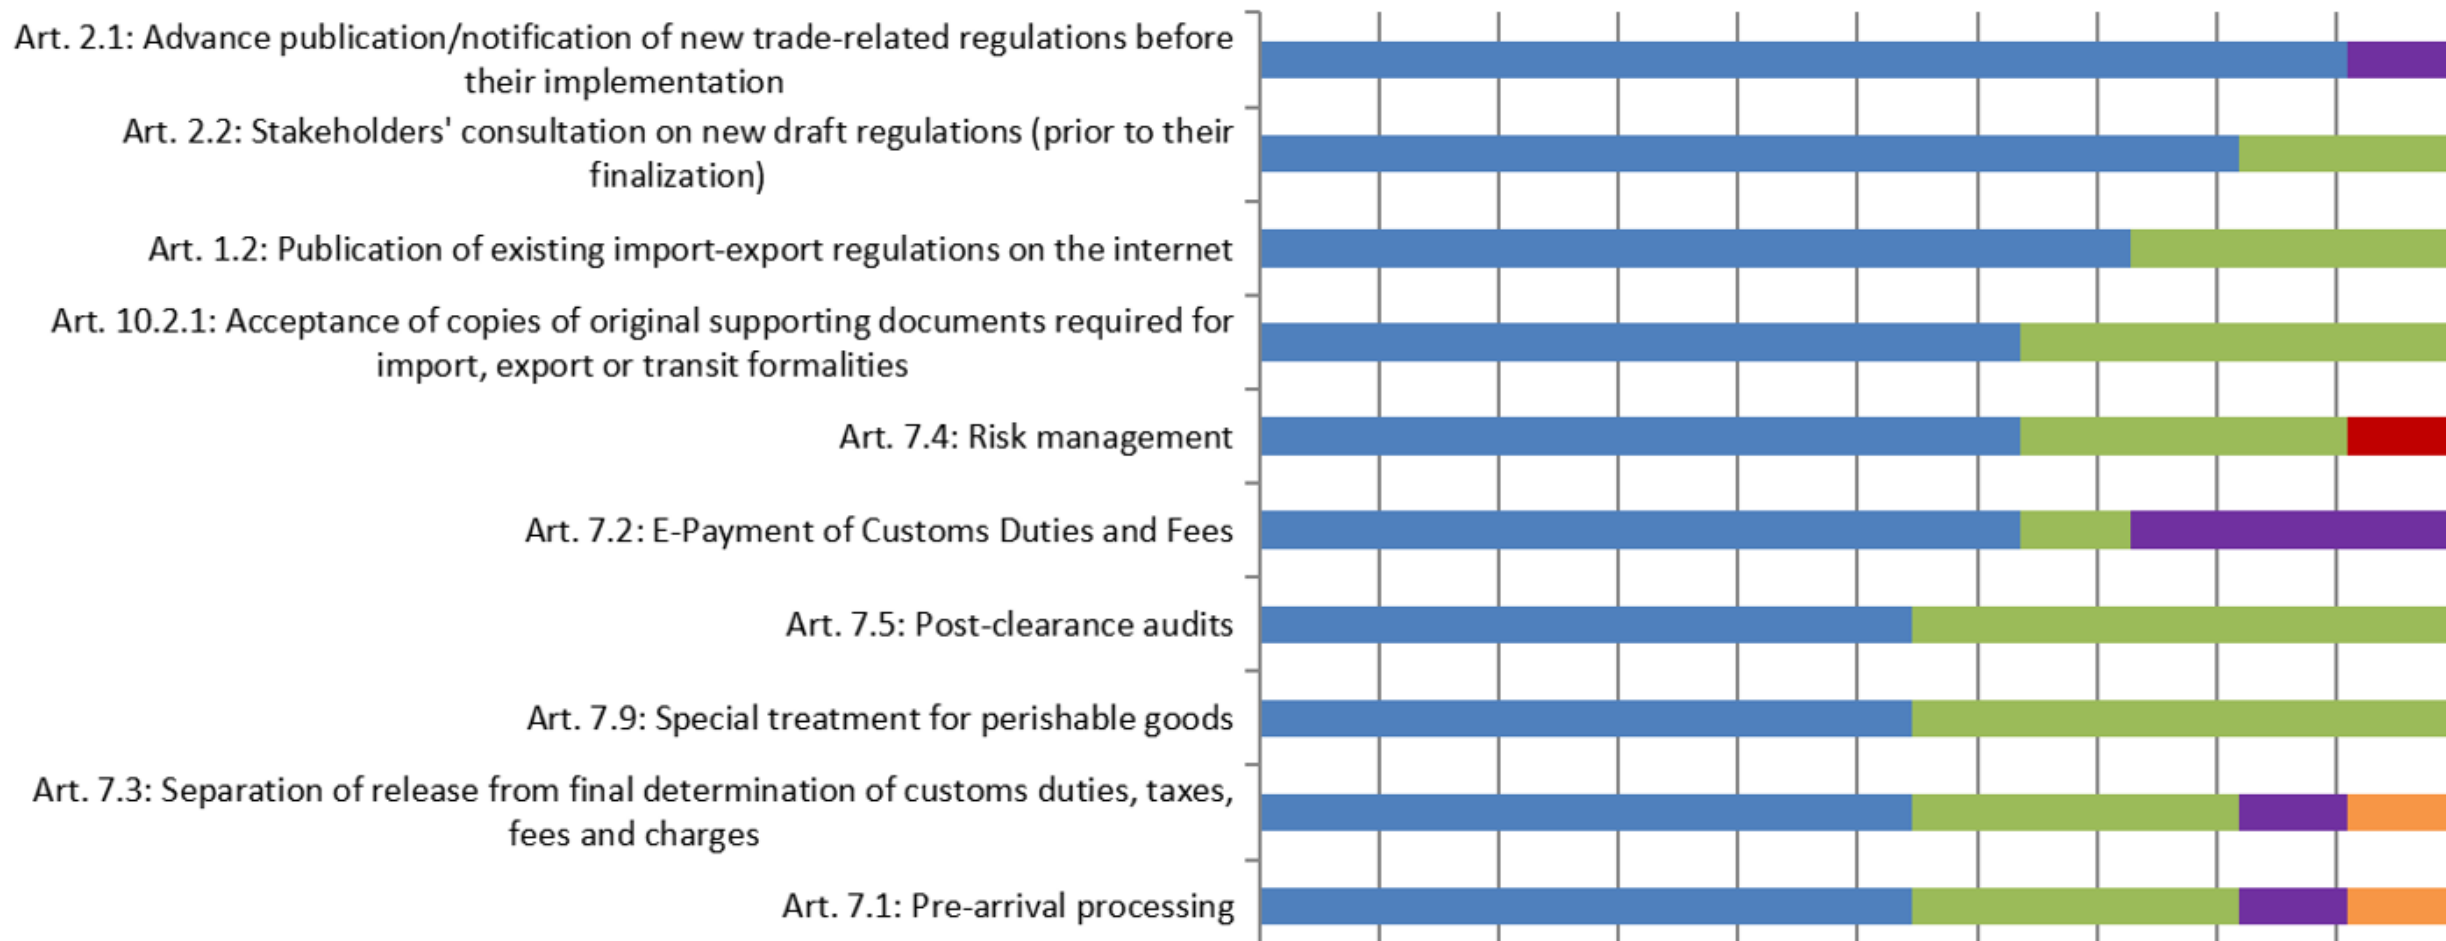 Art. 2.1: Advance publication/notification of new trade-related regulations before
their implementation
Art. 2.2: Stakeholders' consultation on new draft regulations (prior to their
finalization)
Art. 1.2: Publication of existing import-export regulations on the internet
Art. 10.2.1: Acceptance of copies of original supporting documents required for
import, export or transit formalities
Art. 7.4: Risk management
Art. 7.2: E-Payment of Customs Duties and Fees
Art. 7.5: Post-clearance audits
Art. 7.9: Special treatment for perishable goods
Art. 7.3: Separation of release from final determination of customs duties, taxes,
fees and charges
Art. 7.1: Pre-arrival processing